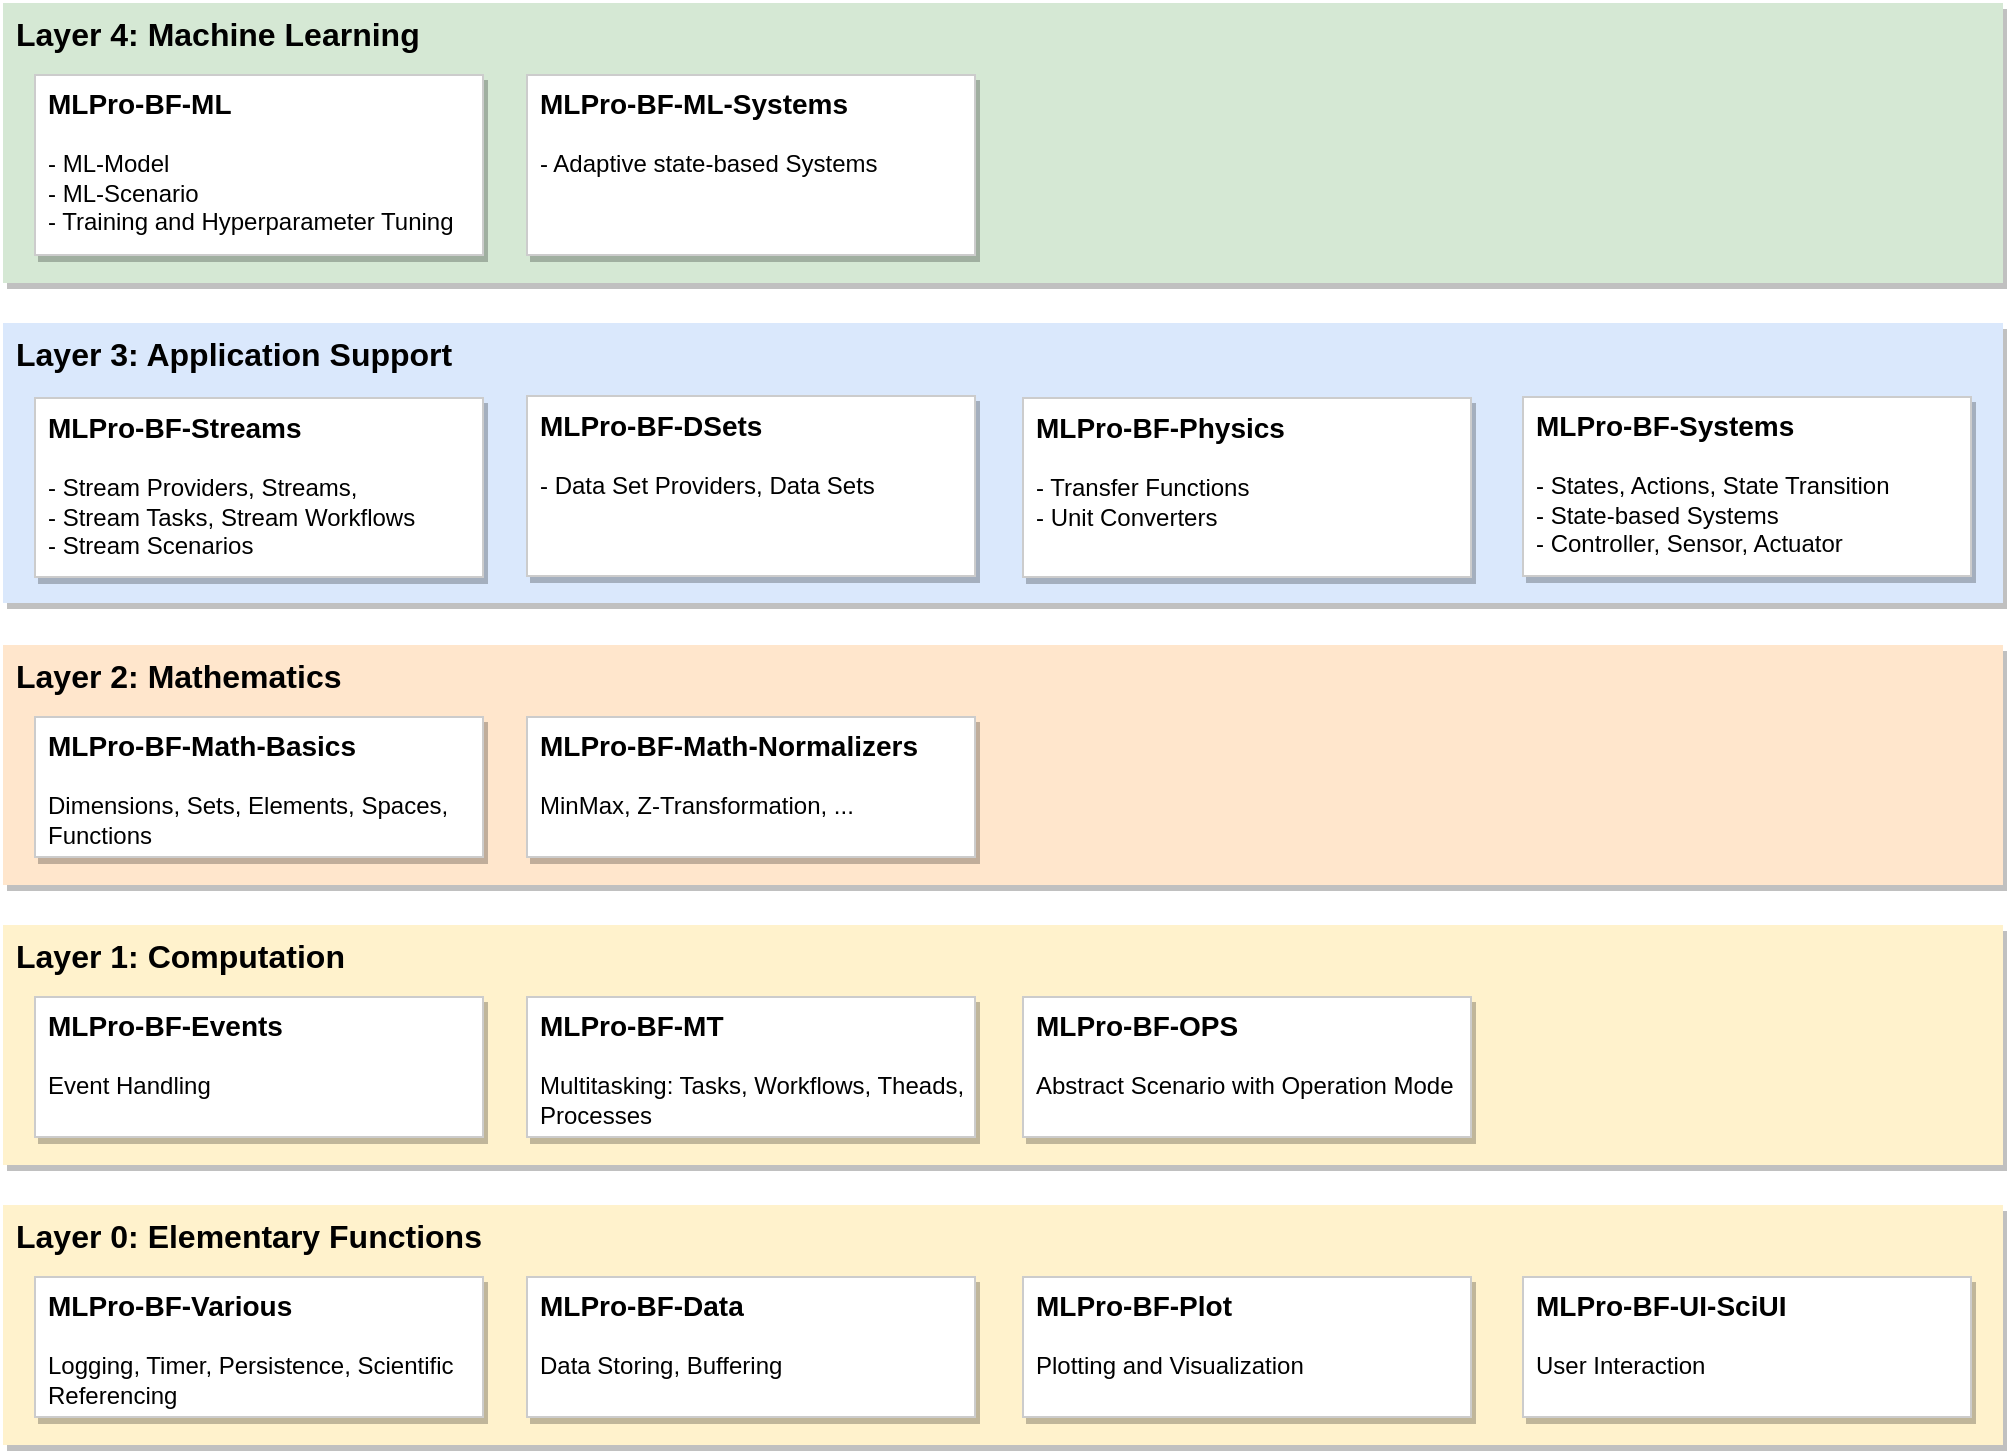 Layer 4: Machine Learning
MLPro-BF-ML
- ML-Model
- ML-Scenario
- Training and Hyperparameter Tuning
MLPro-BF-ML-Systems
- Adaptive state-based Systems
Layer 3: Application Support
MLPro-BF-Streams
- Stream Providers, Streams,
- Stream Tasks, Stream Workflows
- Stream Scenarios
MLPro-BF-DSets
- Data Set Providers, Data Sets
MLPro-BF-Physics
- Transfer Functions
- Unit Converters
MLPro-BF-Systems
- States, Actions, State Transition
- State-based Systems
- Controller, Sensor, Actuator
Layer 2: Mathematics
MLPro-BF-Math-Basics
Dimensions, Sets, Elements, Spaces,
Functions
MLPro-BF-Math-Normalizers
MinMax, Z-Transformation, ...
Layer 1: Computation
MLPro-BF-Events
Event Handling
MLPro-BF-MT
Multitasking: Tasks, Workflows, Theads,
Processes
MLPro-BF-OPS
Abstract Scenario with Operation Mode
Layer 0: Elementary Functions
MLPro-BF-Various
Logging, Timer, Persistence, Scientific
Referencing
MLPro-BF-Data
Data Storing, Buffering
MLPro-BF-Plot
Plotting and Visualization
MLPro-BF-UI-SciUI
User Interaction